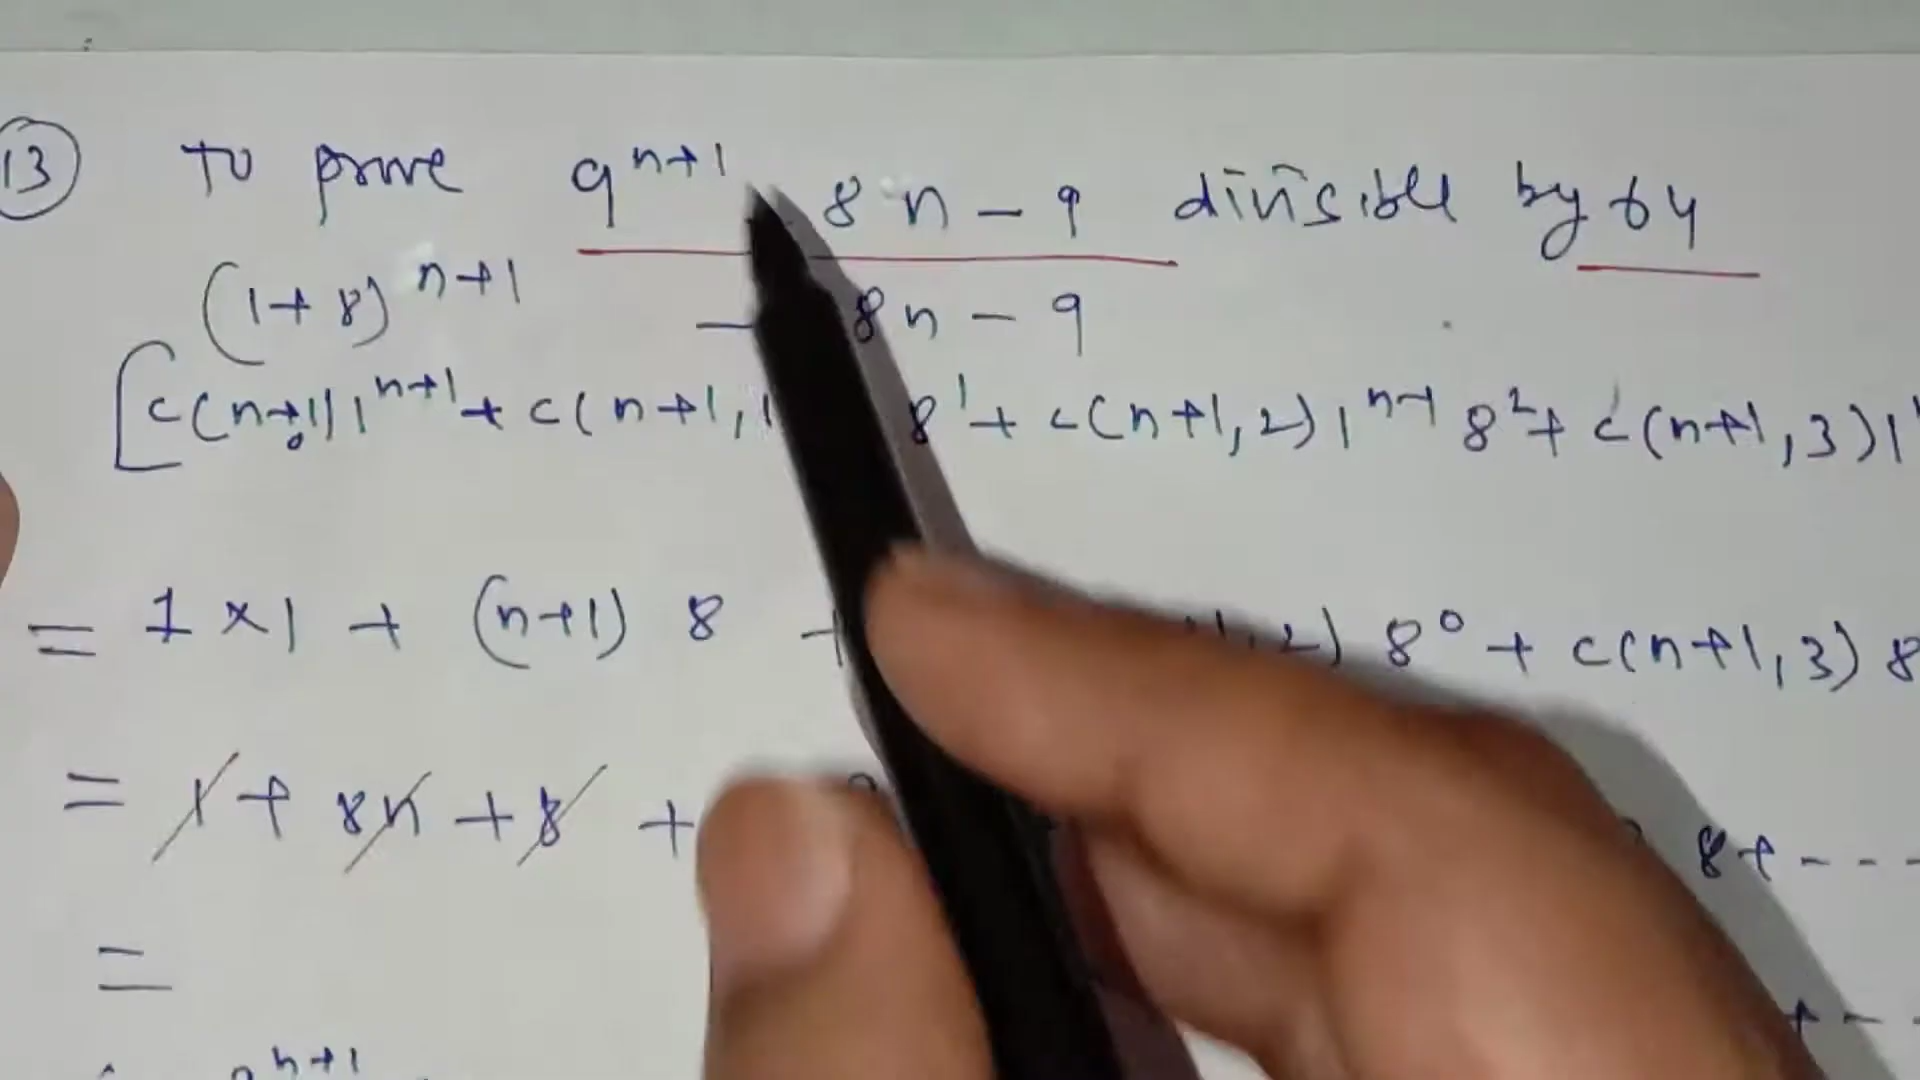 13 To prove 9^{n+1} 8n - 9 divisible by 64
(1+8)^{n+1} - 8n - 9
[c(n+1,0)1^{n+1} + c(n+1,1 8^1 + c(n+1,2)1^{n-1} 8^2 + c(n+1,3)1
= 1×1 + (n+1) 8 + ,2) 8^0 + c(n+1,3) 8
= 1 + 8n + 8 + 8+----
= +--
n+1